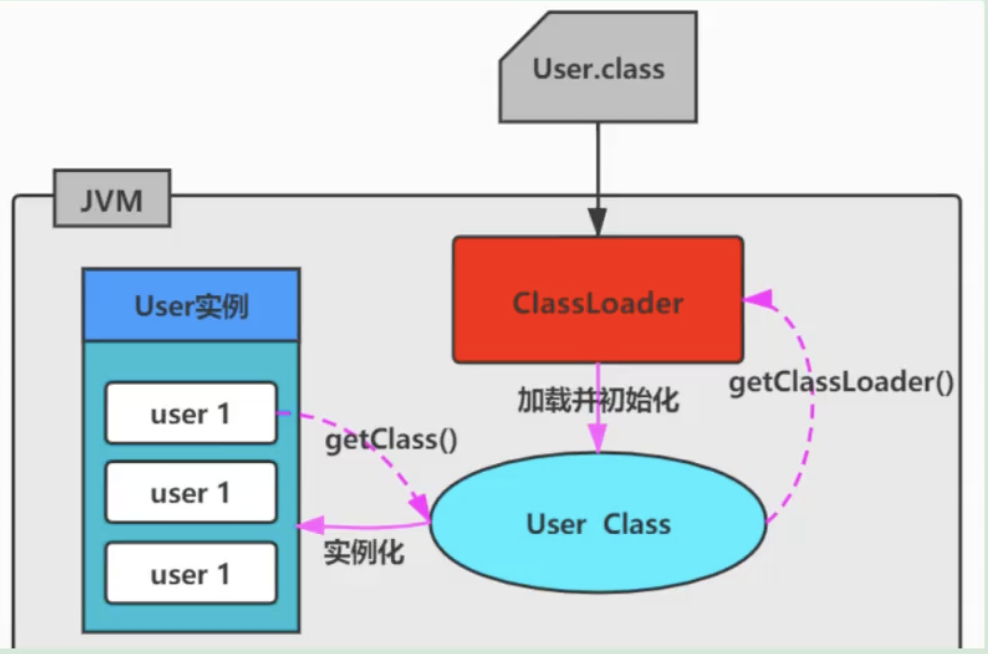 User.class
JVM
User实例
ClassLoader
加载并初始化
getClassLoader()
user 1
getClass()
user 1
User Class
实例化
user 1